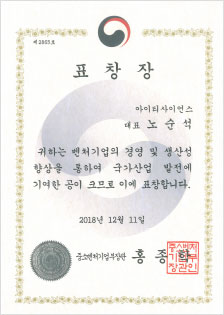 표 창 장
아이티사이언스
대표 노 순 석
귀하는 벤처기업의 경영 및 생산성
향상을 통하여 국가산업 발전에
기여한 공이 크므로 이에 표창합니다.
2018년 12월 11일
중소벤처기업부장관 홍 종 학